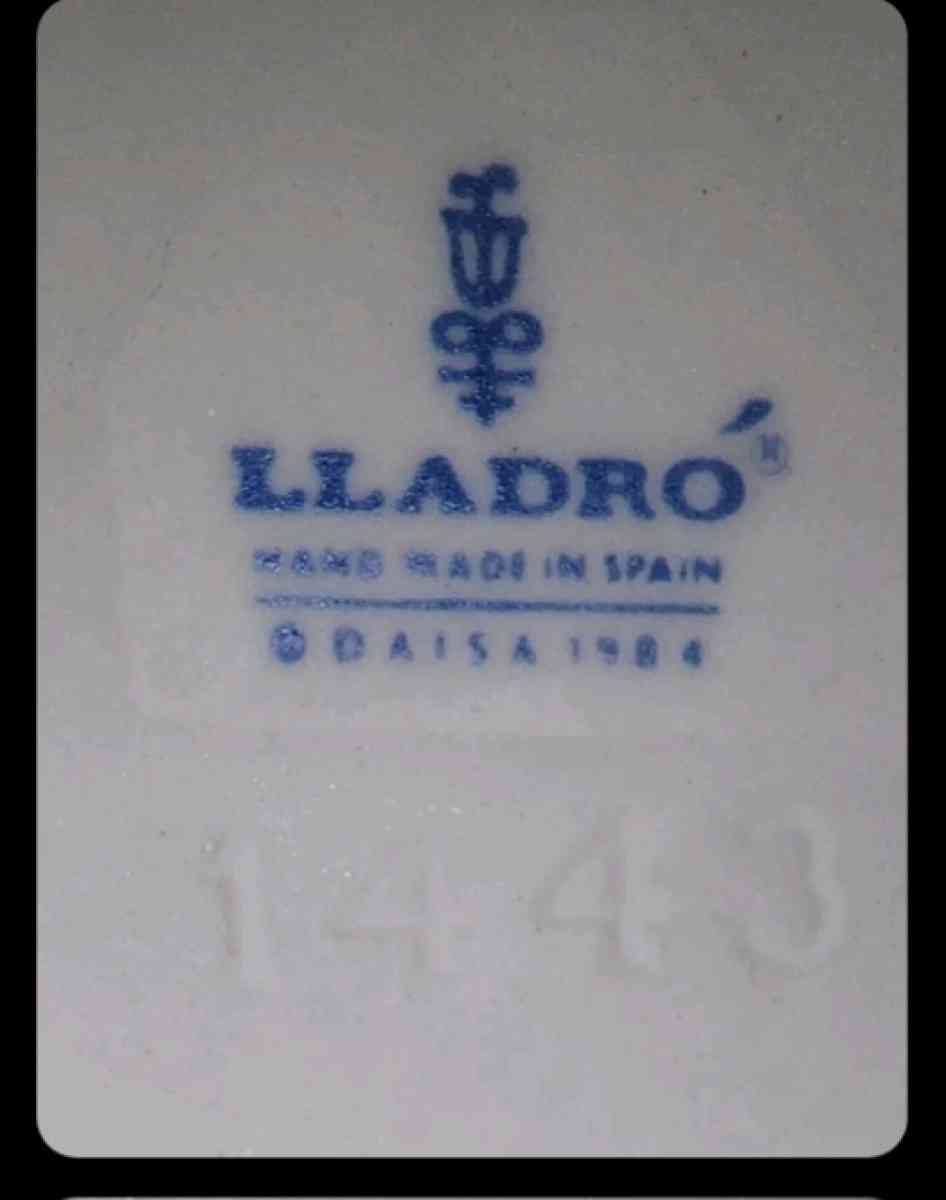 LLADRÓ®
HAND MADE IN SPAIN
© DAISA 1984
1443